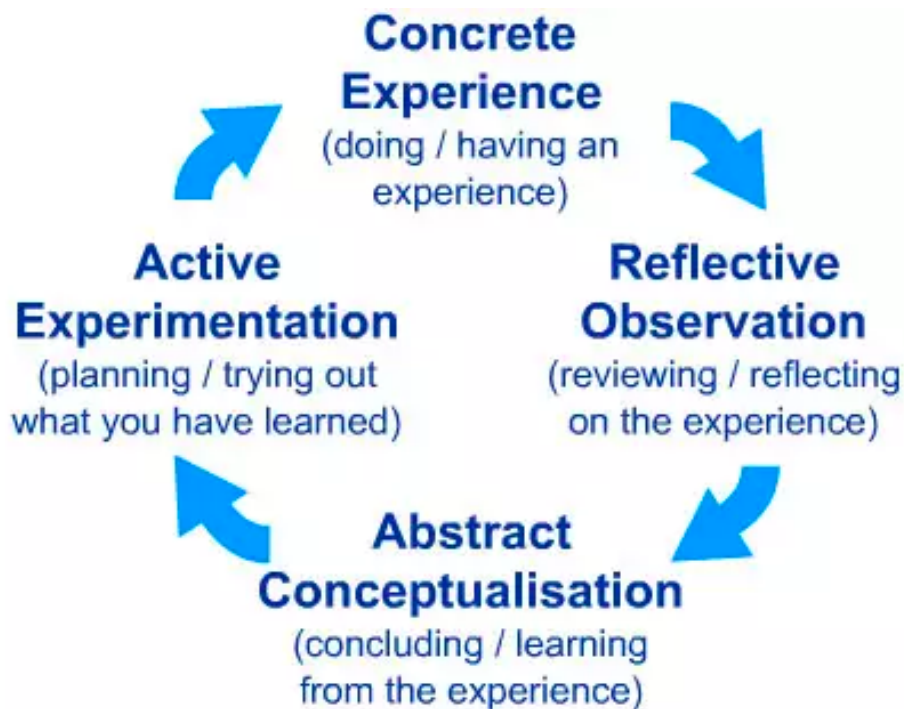 Concrete
Experience
(doing / having an
experience)
Reflective
Observation
(reviewing / reflecting
on the experience)
Abstract
Conceptualisation
(concluding / learning
from the experience)
Active
Experimentation
(planning / trying out
what you have learned)